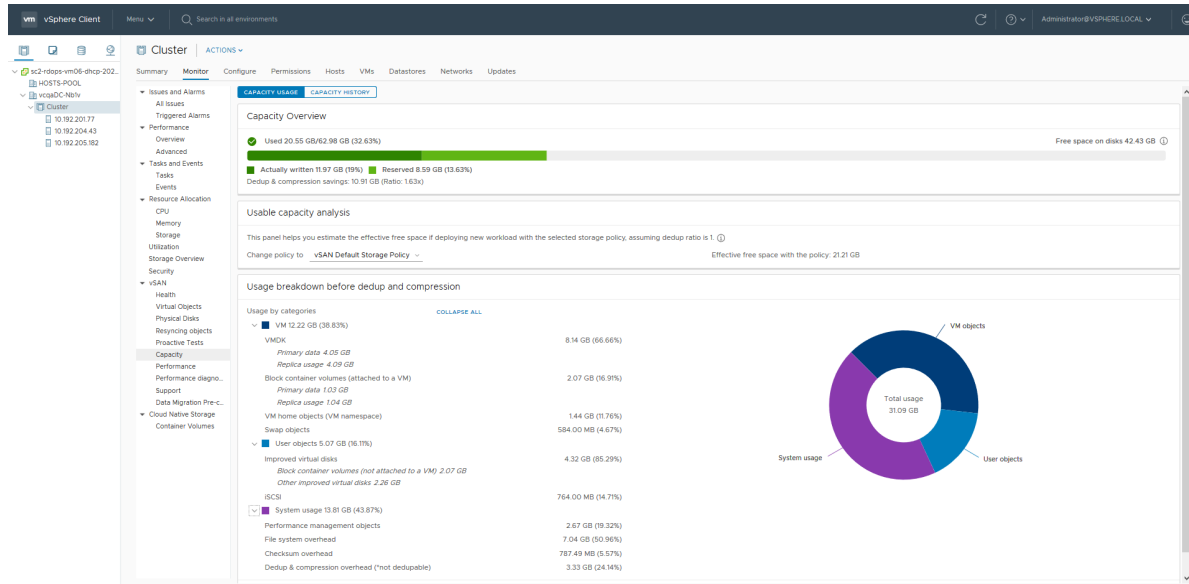 vm vSphere Client Menu Search in all environments Administrator@VSPHERE.LOCAL
sc2-rdops-vm06-dhcp-202...
HOSTS-POOL
vcqaDC-Nb1v
Cluster
10.192.201.77
10.192.204.43
10.192.205.182
Cluster ACTIONS
Summary Monitor Configure Permissions Hosts VMs Datastores Networks Updates
Issues and Alarms
All Issues
Triggered Alarms
Performance
Overview
Advanced
Tasks and Events
Tasks
Events
Resource Allocation
CPU
Memory
Storage
Utilization
Storage Overview
Security
vSAN
Health
Virtual Objects
Physical Disks
Resyncing objects
Proactive Tests
Capacity
Performance
Performance diagno...
Support
Data Migration Pre-c...
Cloud Native Storage
Container Volumes
CAPACITY USAGE CAPACITY HISTORY
Capacity Overview
Used 20.55 GB/62.98 GB (32.63%) Free space on disks 42.43 GB
Actually written 11.97 GB (19%) Reserved 8.59 GB (13.63%)
Dedup & compression savings: 10.91 GB (Ratio: 1.63x)
Usable capacity analysis
This panel helps you estimate the effective free space if deploying new workload with the selected storage policy, assuming dedup ratio is 1.
Change policy to vSAN Default Storage Policy Effective free space with the policy: 21.21 GB
Usage breakdown before dedup and compression
Usage by categories COLLAPSE ALL
VM 12.22 GB (38.83%)
VMDK 8.14 GB (66.66%)
Primary data 4.05 GB
Replica usage 4.09 GB
Block container volumes (attached to a VM) 2.07 GB (16.91%)
Primary data 1.03 GB
Replica usage 1.04 GB
VM home objects (VM namespace) 1.44 GB (11.76%)
Swap objects 584.00 MB (4.67%)
User objects 5.07 GB (16.11%)
Improved virtual disks 4.32 GB (85.29%)
Block container volumes (not attached to a VM) 2.07 GB
Other improved virtual disks 2.26 GB
iSCSI 764.00 MB (14.71%)
System usage 13.81 GB (43.87%)
Performance management objects 2.67 GB (19.32%)
File system overhead 7.04 GB (50.96%)
Checksum overhead 787.49 MB (5.57%)
Dedup & compression overhead (*not dedupable) 3.33 GB (24.14%)
VM objects
Total usage
31.09 GB
System usage
User objects